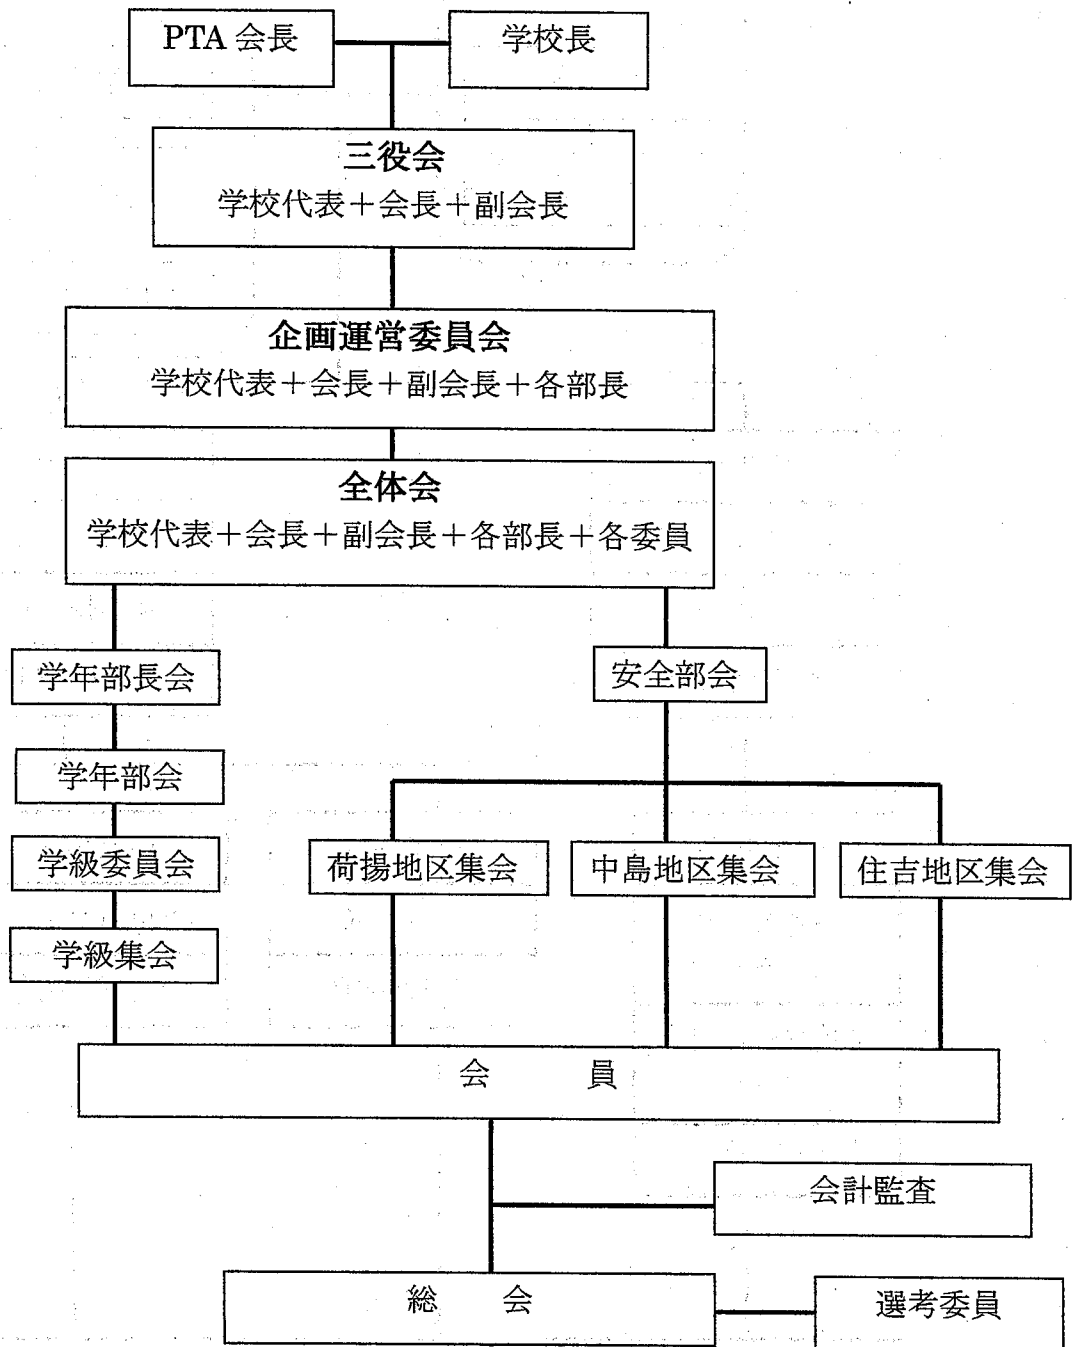 PTA 会長
学校長
三役会
学校代表＋会長＋副会長
企画運営委員会
学校代表＋会長＋副会長＋各部長
全体会
学校代表＋会長＋副会長＋各部長＋各委員
学年部長会
安全部会
学年部会
学級委員会
荷揚地区集会
中島地区集会
住吉地区集会
学級集会
会　員
会計監査
総　会
選考委員